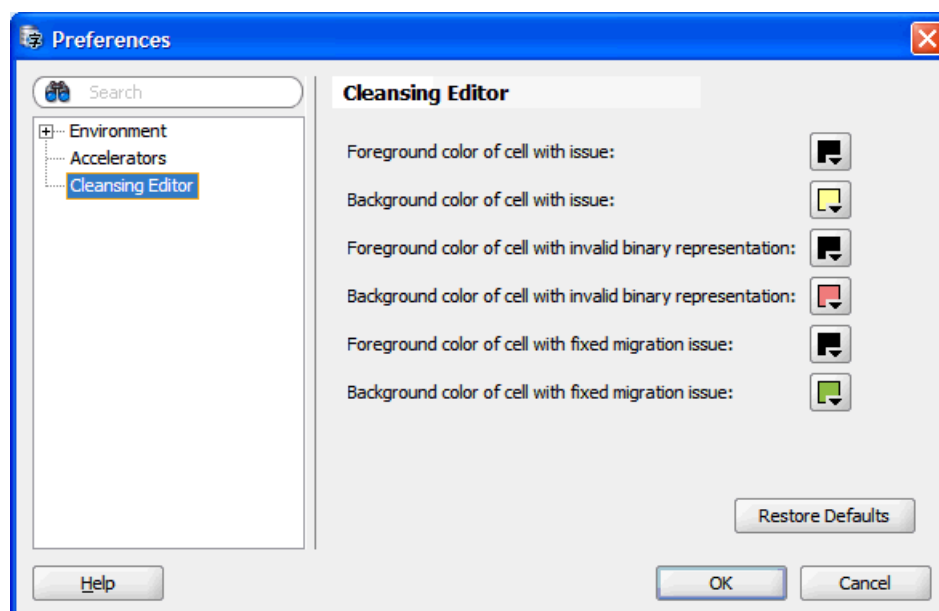 Preferences
Search
Environment
Accelerators
Cleansing Editor
Cleansing Editor
Foreground color of cell with issue:
Background color of cell with issue:
Foreground color of cell with invalid binary representation:
Background color of cell with invalid binary representation:
Foreground color of cell with fixed migration issue:
Background color of cell with fixed migration issue:
Restore Defaults
Help
OK
Cancel